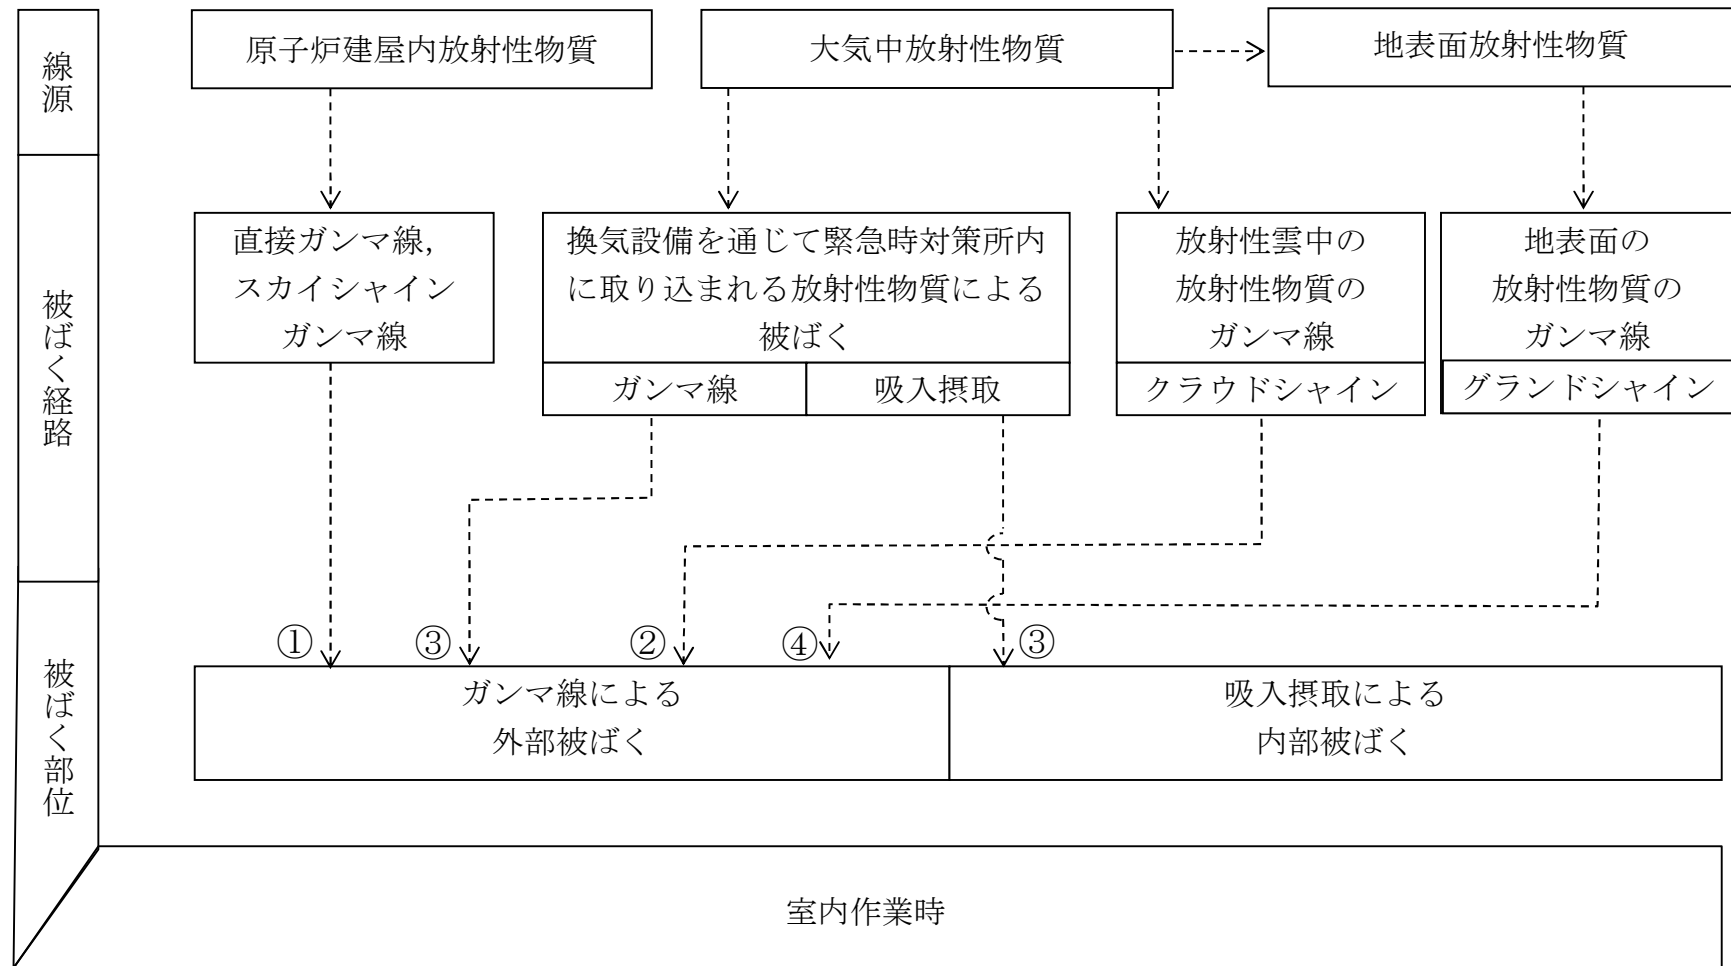 線源
原子炉建屋内放射性物質
大気中放射性物質
地表面放射性物質
被ばく経路
直接ガンマ線,
スカイシャイン
ガンマ線
換気設備を通じて緊急時対策所内
に取り込まれる放射性物質による
被ばく
ガンマ線
吸入摂取
放射性雲中の
放射性物質の
ガンマ線
クラウドシャイン
地表面の
放射性物質の
ガンマ線
グランドシャイン
被ばく部位
①
③
②
④
③
ガンマ線による
外部被ばく
吸入摂取による
内部被ばく
室内作業時